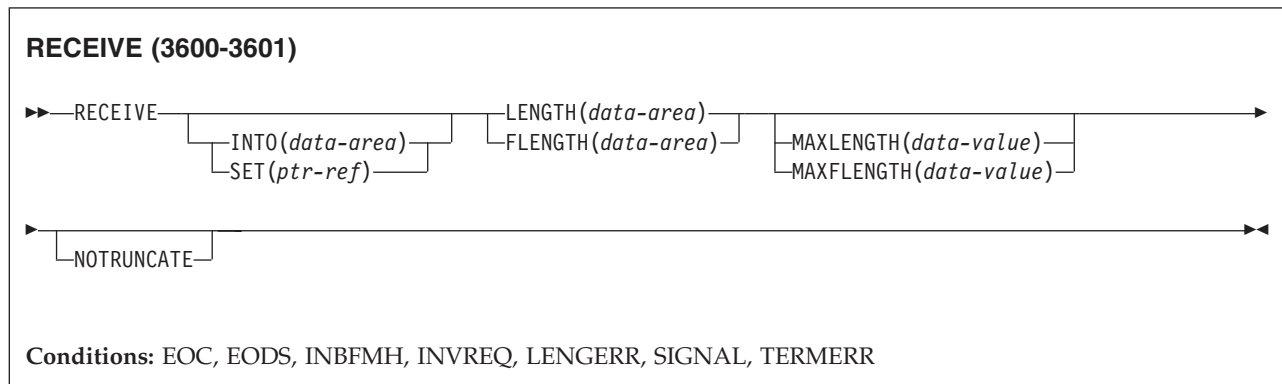 RECEIVE (3600-3601)
RECEIVE LENGTH(data-area)
INTO(data-area) FLENGTH(data-area) MAXLENGTH(data-value)
SET(ptr-ref) MAXFLENGTH(data-value)
NOTRUNCATE
Conditions: EOC, EODS, INBFMH, INVREQ, LENGERR, SIGNAL, TERMERR